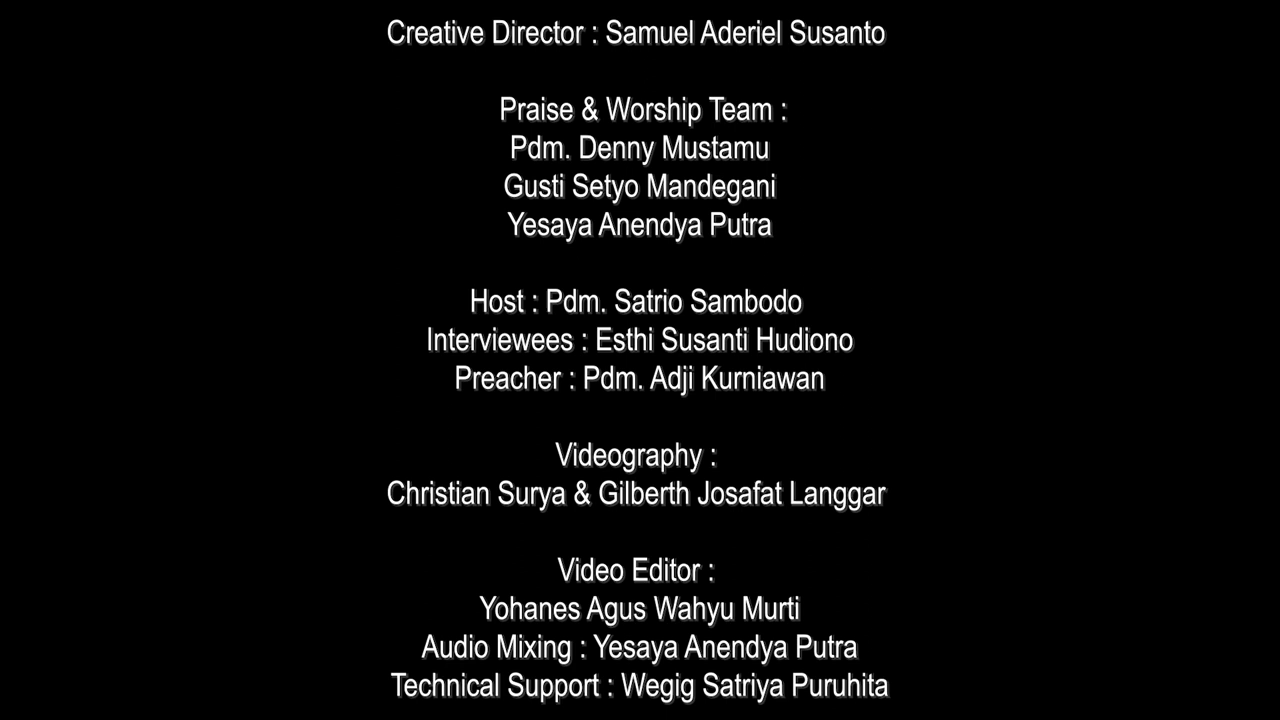 Creative Director : Samuel Aderiel Susanto
Praise & Worship Team :
Pdm. Denny Mustamu
Gusti Setyo Mandegani
Yesaya Anendya Putra
Host : Pdm. Satrio Sambodo
Interviewees : Esthi Susanti Hudiono
Preacher : Pdm. Adji Kurniawan
Videography :
Christian Surya & Gilberth Josafat Langgar
Video Editor :
Yohanes Agus Wahyu Murti
Audio Mixing : Yesaya Anendya Putra
Technical Support : Wegig Satriya Puruhita